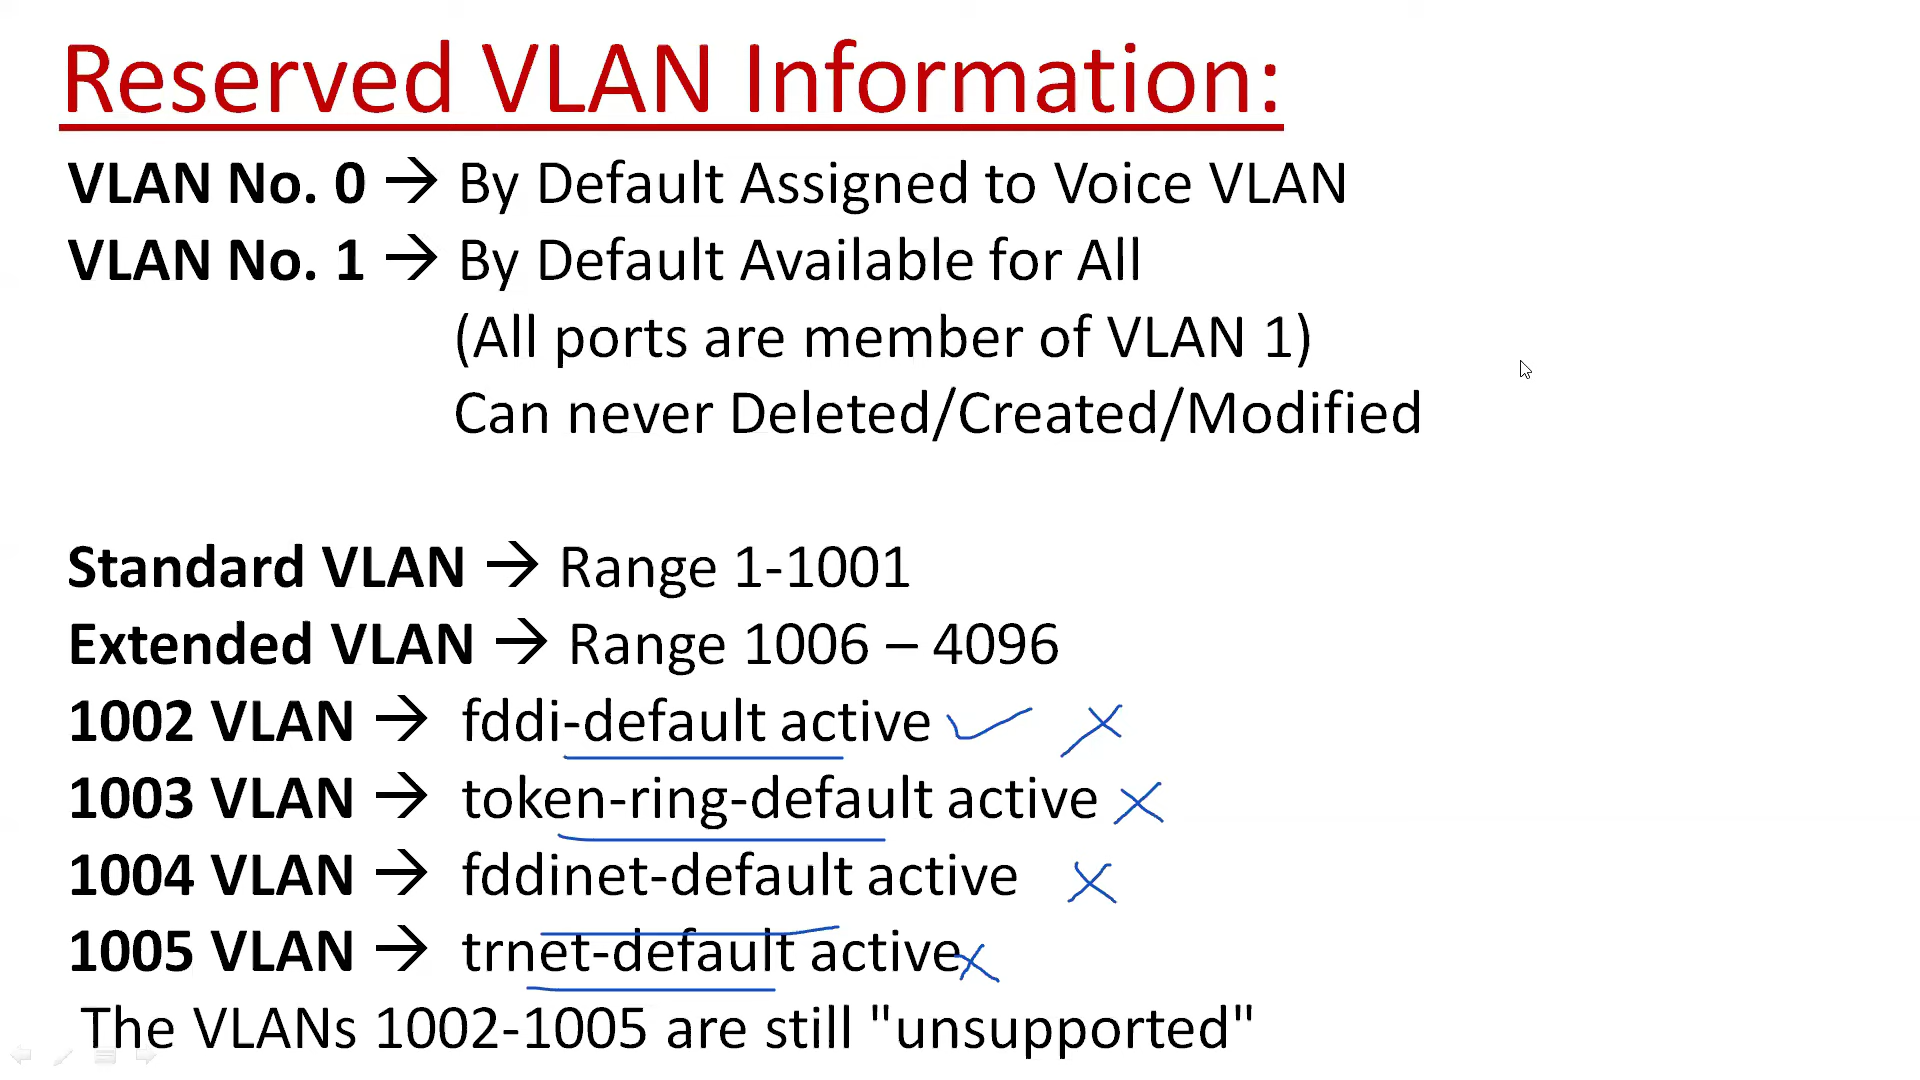 Reserved VLAN Information:
VLAN No. 0 → By Default Assigned to Voice VLAN
VLAN No. 1 → By Default Available for All
(All ports are member of VLAN 1)
Can never Deleted/Created/Modified
Standard VLAN → Range 1-1001
Extended VLAN → Range 1006 – 4096
1002 VLAN → fddi-default active
1003 VLAN → token-ring-default active
1004 VLAN → fddinet-default active
1005 VLAN → trnet-default active
The VLANs 1002-1005 are still "unsupported"